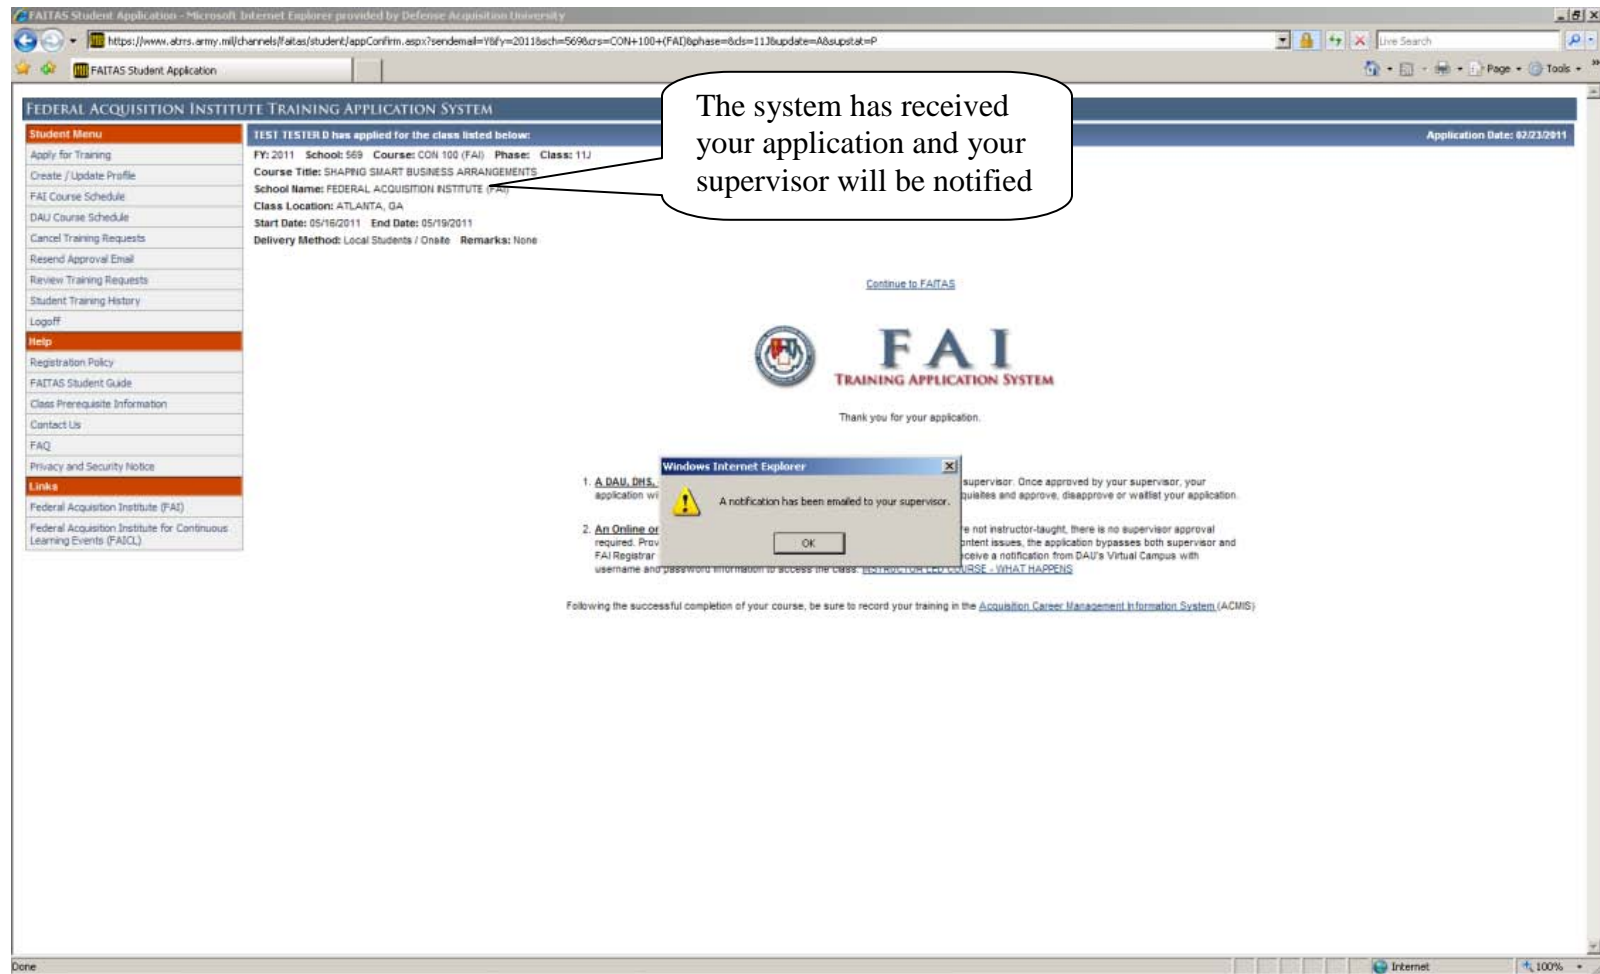 FAITAS Student Application - Microsoft Internet Explorer provided by Defense Acquisition University
https://www.atrrs.army.mil/channels/faitas/student/appConfirm.aspx?sendemail=Y&fy=2011&sch=569&crs=CON+100+(FAI)&phase=&cls=11J&update=A&supstat=P
Live Search
FAITAS Student Application
Page
Tools
FEDERAL ACQUISITION INSTITUTE TRAINING APPLICATION SYSTEM
The system has received
your application and your
supervisor will be notified
Student Menu
Apply for Training
Create / Update Profile
FAI Course Schedule
DAU Course Schedule
Cancel Training Requests
Resend Approval Email
Review Training Requests
Student Training History
Logoff
Help
Registration Policy
FAITAS Student Guide
Class Prerequisite Information
Contact Us
FAQ
Privacy and Security Notice
Links
Federal Acquisition Institute (FAI)
Federal Acquisition Institute for Continuous
Learning Events (FAICL)
TEST TESTER D has applied for the class listed below:
Application Date: 02/23/2011
FY: 2011 School: 569 Course: CON 100 (FAI) Phase: Class: 11J
Course Title: SHAPING SMART BUSINESS ARRANGEMENTS
School Name: FEDERAL ACQUISITION INSTITUTE (FAI)
Class Location: ATLANTA, GA
Start Date: 05/16/2011 End Date: 05/19/2011
Delivery Method: Local Students / Onsite Remarks: None
Continue to FAITAS
FAI
TRAINING APPLICATION SYSTEM
Thank you for your application.
Windows Internet Explorer
A notification has been emailed to your supervisor.
OK
1. A DAU, DHS, supervisor. Once approved by your supervisor, your
application wi quisites and approve, disapprove or waitlist your application.
2. An Online or e not instructor-taught, there is no supervisor approval
required. Prov ntent issues, the application bypasses both supervisor and
FAI Registrar ceive a notification from DAU's Virtual Campus with
username and password information to access the class. INSTRUCTOR LED COURSE - WHAT HAPPENS
Following the successful completion of your course, be sure to record your training in the Acquisition Career Management Information System (ACMIS)
Done
Internet
100%